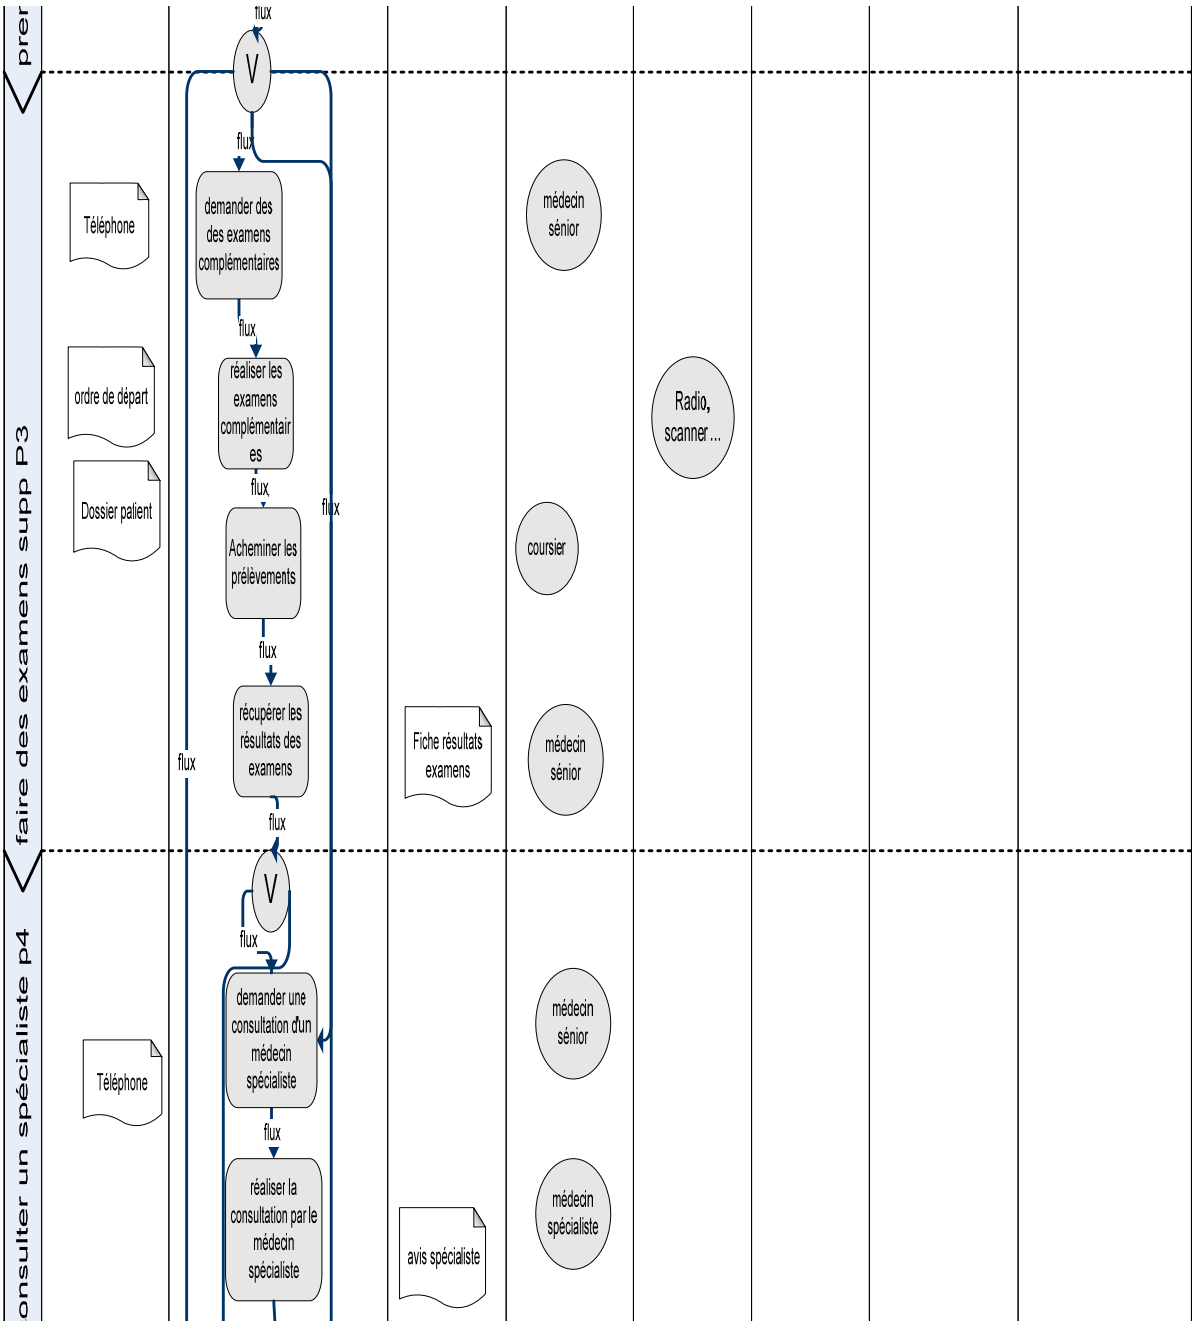 flux
prer
V
flux
demander des
des examens
complémentaires
Téléphone
médecin
sénior
flux
réaliser les
examens
complémentair
es
ordre de départ
Radio,
scanner...
flux
Dossier patient
flux
Acheminer les
prélèvements
coursier
faire des examens supp P3
flux
récupérer les
résultats des
examens
Fiche résultats
examens
médecin
sénior
flux
flux
V
flux
onsulter un spécialiste p4
demander une
consultation d'un
médecin
spécialiste
médecin
sénior
Téléphone
flux
réaliser la
consultation par le
médecin
spécialiste
avis spécialiste
médecin
spécialiste